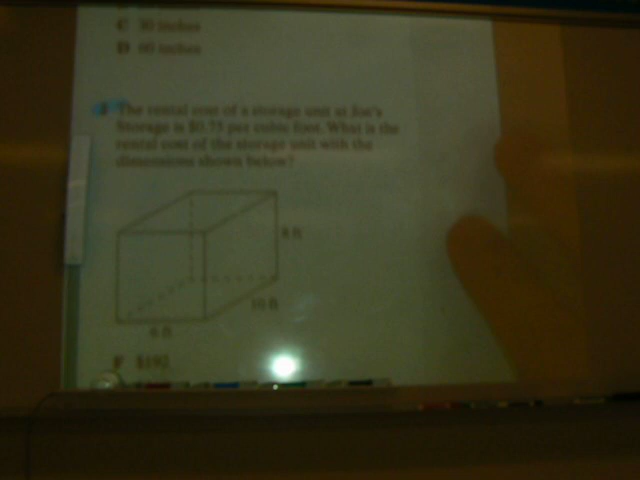 C 30 inches
D 60 inches
The rental cost of a storage unit at Joe's
Storage is $0.75 per cubic foot. What is the
rental cost of the storage unit with the
dimensions shown below?
8 ft
10 ft
6 ft
F